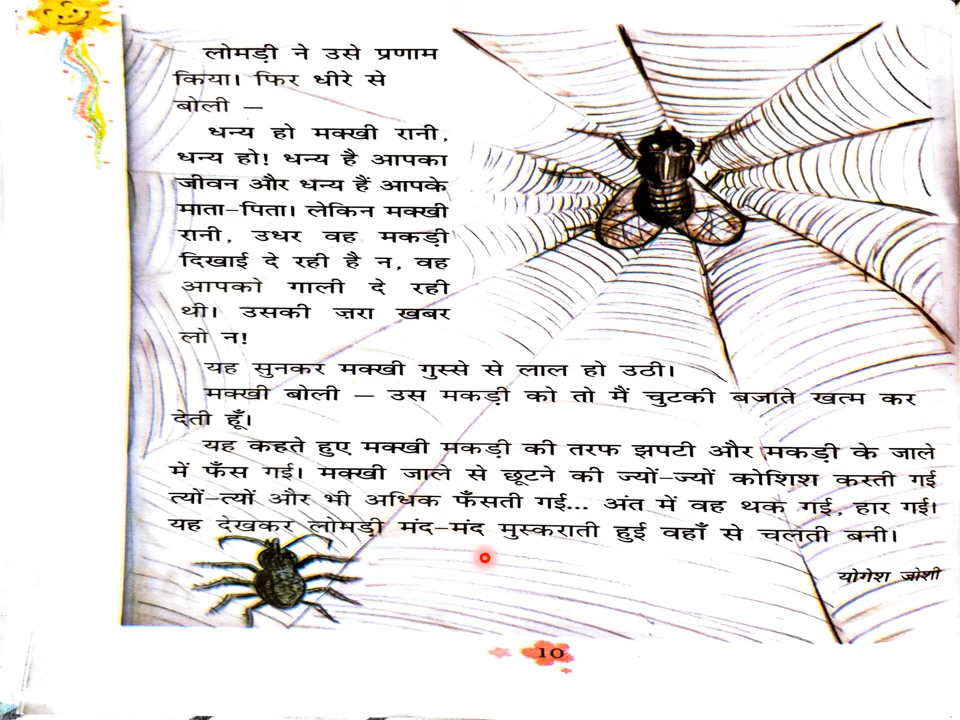 लोमड़ी ने उसे प्रणाम
किया। फिर धीरे से
बोली —
धन्य हो मक्खी रानी,
धन्य हो! धन्य है आपका
जीवन और धन्य हैं आपके
माता-पिता। लेकिन मक्खी
रानी, उधर वह मकड़ी
दिखाई दे रही है न, वह
आपको गाली दे रही
थी। उसकी ज़रा खबर
लो न!
यह सुनकर मक्खी गुस्से से लाल हो उठी।
मक्खी बोली — उस मकड़ी को तो मैं चुटकी बजाते खत्म कर
देती हूँ।
यह कहते हुए मक्खी मकड़ी की तरफ झपटी और मकड़ी के जाले
में फँस गई। मक्खी जाले से छूटने की ज्यों-ज्यों कोशिश करती गई
त्यों-त्यों और भी अधिक फँसती गई... अंत में वह थक गई, हार गई।
यह देखकर लोमड़ी मंद-मंद मुस्कराती हुई वहाँ से चलती बनी।
योगेश जोशी
10